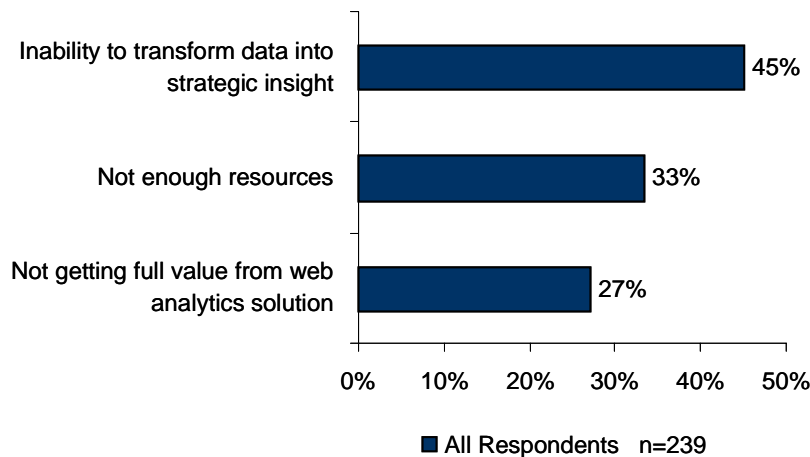 Inability to transform data into
strategic insight
45%
Not enough resources
33%
Not getting full value from web
analytics solution
27%
0% 10% 20% 30% 40% 50%
All Respondents n=239